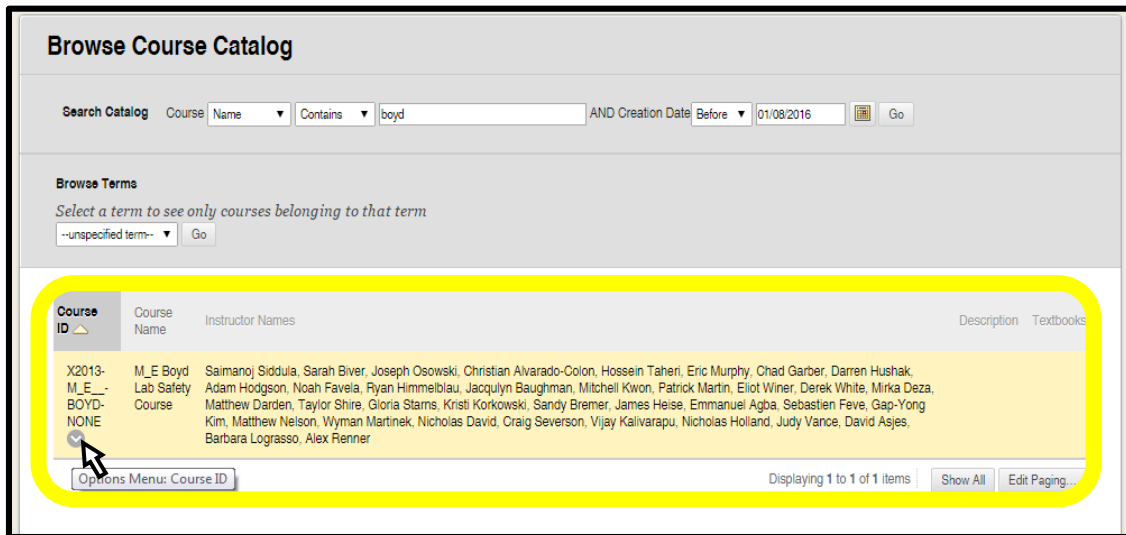 Browse Course Catalog
Search Catalog Course Name Contains boyd AND Creation Date Before 01/08/2016 Go
Browse Terms
Select a term to see only courses belonging to that term
--unspecified term-- Go
Course ID Course Name Instructor Names Description Textbooks
X2013- M_E Boyd Saimanoj Siddula, Sarah Biver, Joseph Osowski, Christian Alvarado-Colon, Hossein Taheri, Eric Murphy, Chad Garber, Darren Hushak,
M_E__- Lab Safety Adam Hodgson, Noah Favela, Ryan Himmelblau, Jacqulyn Baughman, Mitchell Kwon, Patrick Martin, Eliot Winer, Derek White, Mirka Deza,
BOYD- Course Matthew Darden, Taylor Shire, Gloria Starns, Kristi Korkowski, Sandy Bremer, James Heise, Emmanuel Agba, Sebastien Feve, Gap-Yong
NONE Kim, Matthew Nelson, Wyman Martinek, Nicholas David, Craig Severson, Vijay Kalivarapu, Nicholas Holland, Judy Vance, David Asjes,
Barbara Lograsso, Alex Renner
Options Menu: Course ID Displaying 1 to 1 of 1 items Show All Edit Paging...